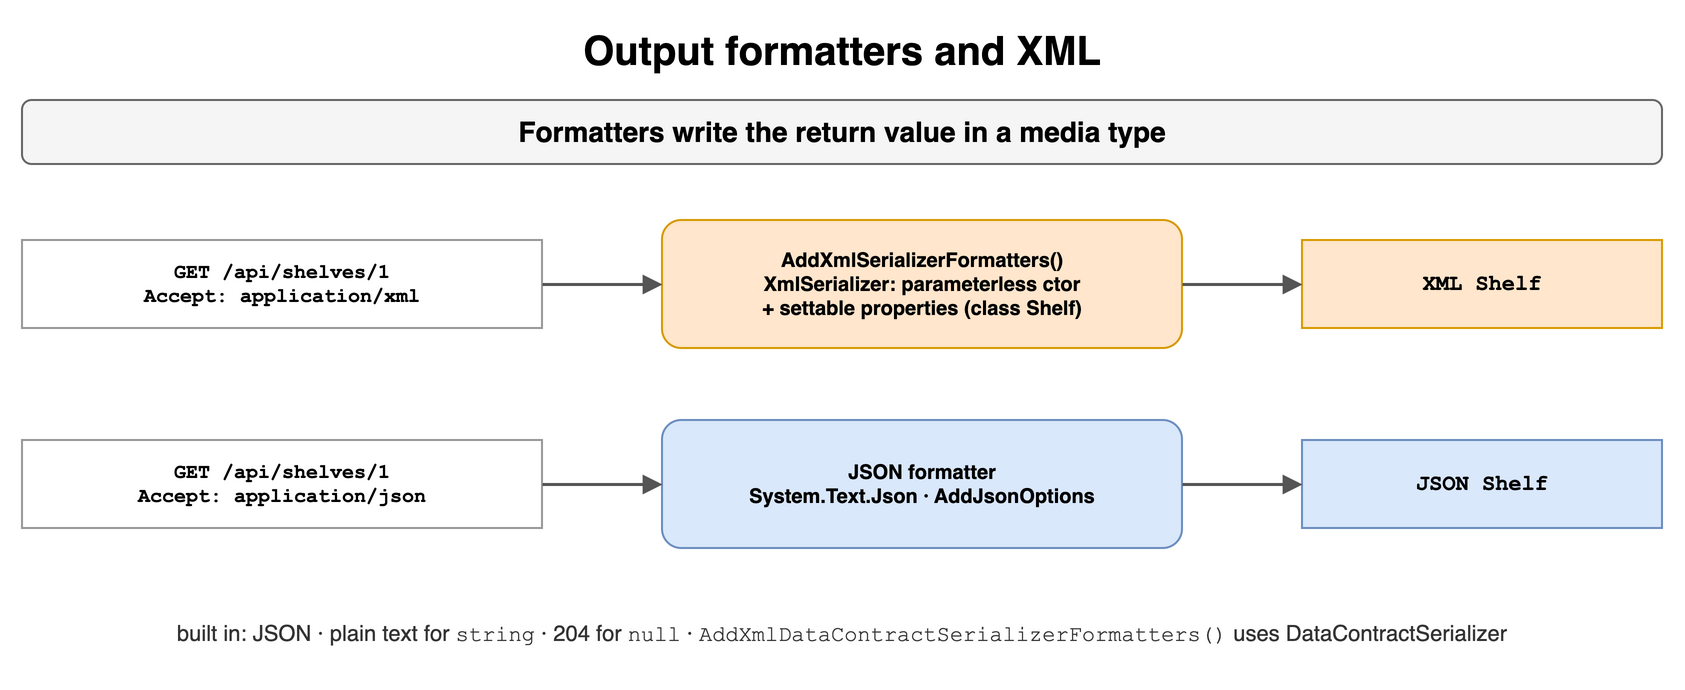 Output formatters and XML
Formatters write the return value in a media type
GET /api/shelves/1
Accept: application/xml
AddXmlSerializerFormatters()
XmlSerializer: parameterless ctor
+ settable properties (class Shelf)
XML Shelf
GET /api/shelves/1
Accept: application/json
JSON formatter
System.Text.Json · AddJsonOptions
JSON Shelf
built in: JSON · plain text for string · 204 for null · AddXmlDataContractSerializerFormatters() uses DataContractSerializer